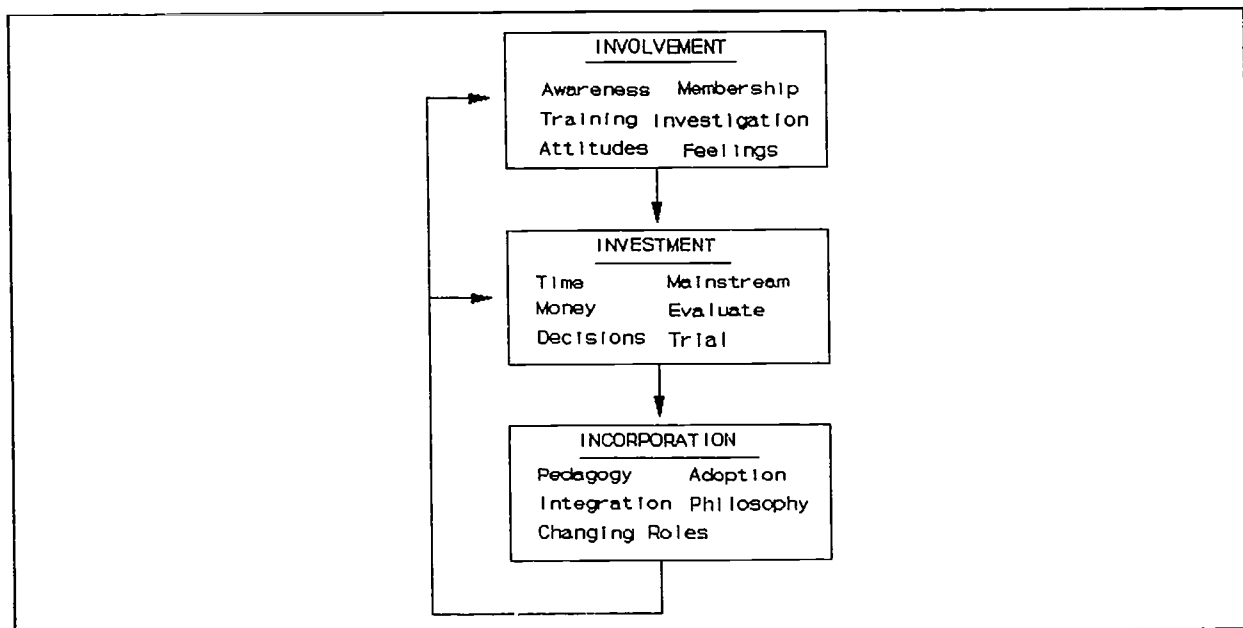 INVOLVEMENT
Awareness Membership
Training Investigation
Attitudes Feelings
INVESTMENT
Time Mainstream
Money Evaluate
Decisions Trial
INCORPORATION
Pedagogy Adoption
Integration Philosophy
Changing Roles